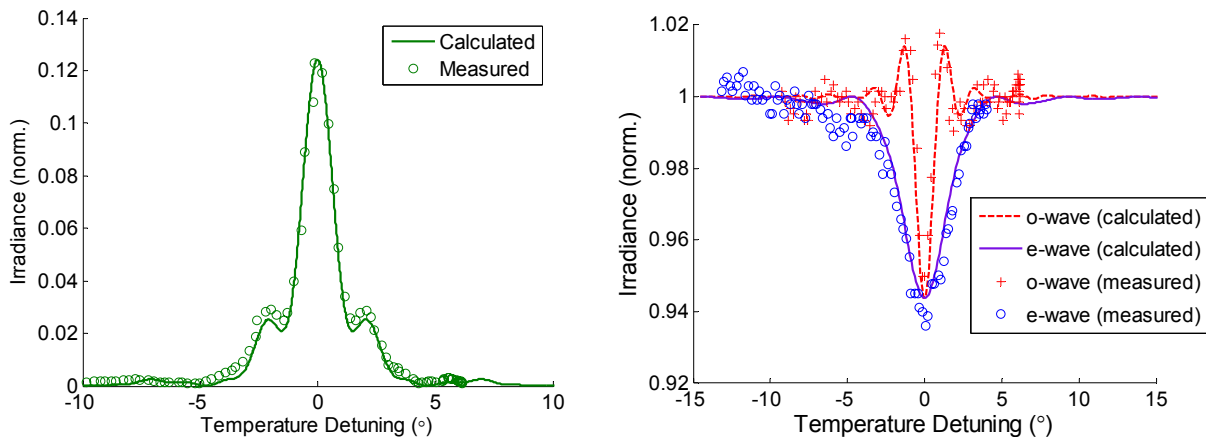 0.14
0.12
0.1
0.08
0.06
0.04
0.02
0
Irradiance (norm.)
-10
-5
0
5
10
Temperature Detuning (°)
Calculated
Measured
1.02
1
0.98
0.96
0.94
0.92
Irradiance (norm.)
-15
-10
-5
0
5
10
15
Temperature Detuning (°)
o-wave (calculated)
e-wave (calculated)
o-wave (measured)
e-wave (measured)